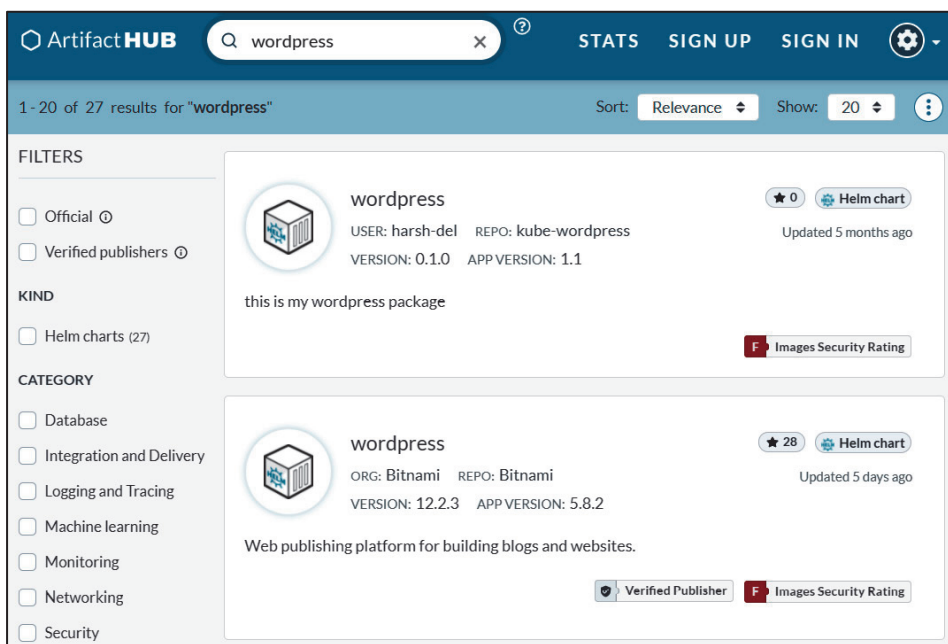 Artifact HUB wordpress STATS SIGN UP SIGN IN
1 - 20 of 27 results for "wordpress" Sort: Relevance Show: 20
FILTERS
Official
Verified publishers
KIND
Helm charts (27)
CATEGORY
Database
Integration and Delivery
Logging and Tracing
Machine learning
Monitoring
Networking
Security
wordpress
0 Helm chart
USER: harsh-del REPO: kube-wordpress
Updated 5 months ago
VERSION: 0.1.0 APP VERSION: 1.1
this is my wordpress package
F Images Security Rating
wordpress
28 Helm chart
ORG: Bitnami REPO: Bitnami
Updated 5 days ago
VERSION: 12.2.3 APP VERSION: 5.8.2
Web publishing platform for building blogs and websites.
Verified Publisher F Images Security Rating